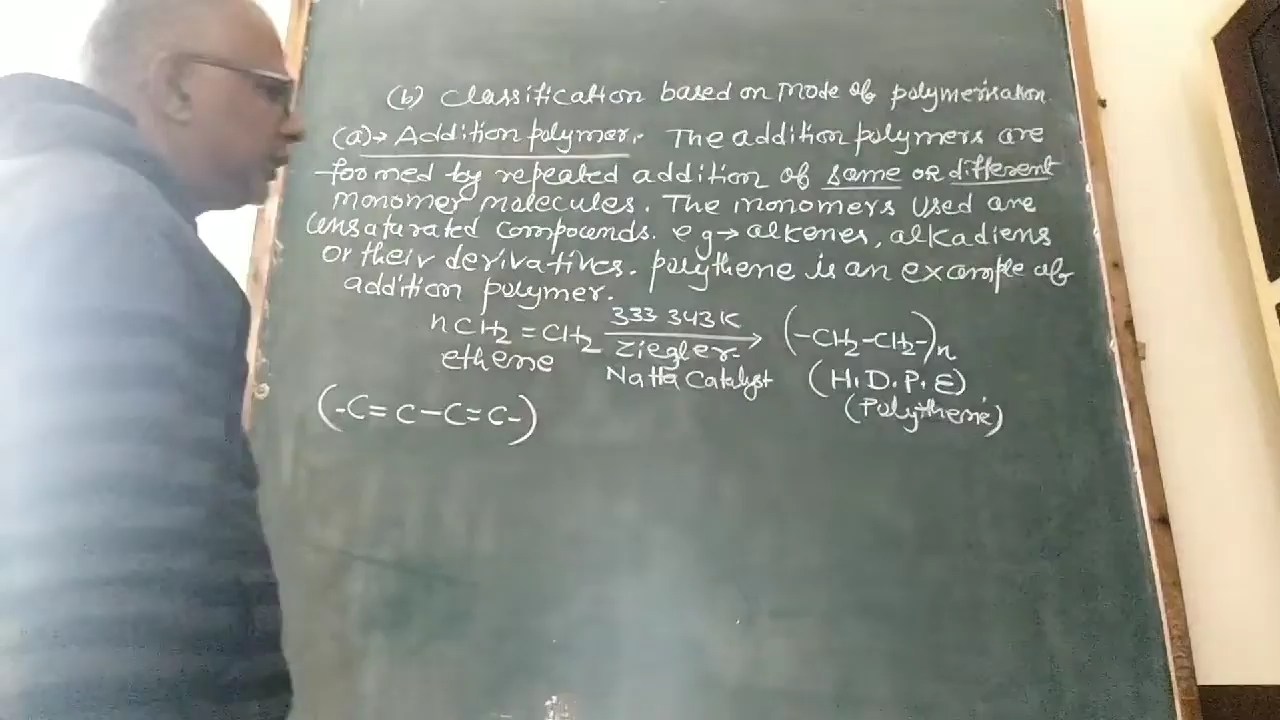 (b) Classification based on Mode of polymerisation.
(a)→ Addition polymer. The addition polymers are
formed by repeated addition of same or different
monomer molecules. The monomers used are
unsaturated compounds. eg→ alkenes, alkadiens
or their derivatives. polythene is an example of
addition polymer.
nCH₂ = CH₂ 333 343K (-CH₂-CH₂-)n
ethene Ziegler- Natta Catalyst (H.D.P.E)
(Polythene)
(-C=C-C=C-)